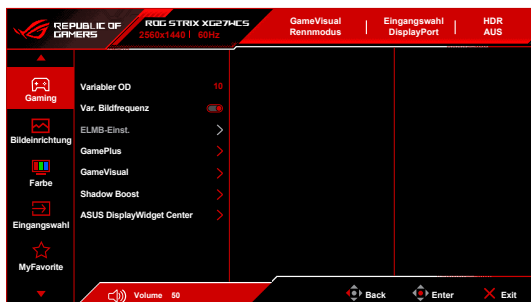 REPUBLIC OF
GAMERS
ROG STRIX XG27WCS
2560x1440 | 60Hz
GameVisual
Rennmodus
Eingangswahl
DisplayPort
HDR
AUS
Gaming
Bildeinrichtung
Farbe
Eingangswahl
MyFavorite
Variabler OD 10
Var. Bildfrequenz
ELMB-Einst.
GamePlus
GameVisual
Shadow Boost
ASUS DisplayWidget Center
Volume 50
Back
Enter
Exit